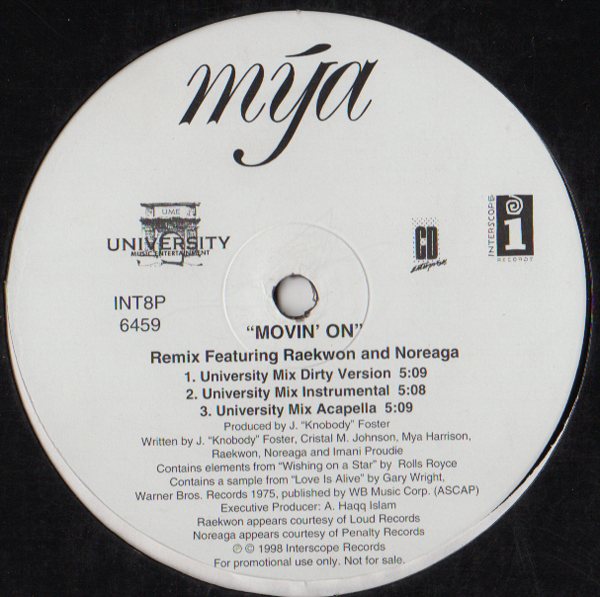 mýa
UME
UNIVERSITY
MUSIC ENTERTAINMENT
CD
INTERSCOPE
RECORDS
INT8P
6459
"MOVIN' ON"
Remix Featuring Raekwon and Noreaga
1. University Mix Dirty Version 5:09
2. University Mix Instrumental 5:08
3. University Mix Acapella 5:09
Produced by J. "Knobody" Foster
Written by J. "Knobody" Foster, Cristal M. Johnson, Mya Harrison,
Raekwon, Noreaga and Imani Proudie
Contains elements from "Wishing on a Star" by Rolls Royce
Contains a sample from "Love Is Alive" by Gary Wright,
Warner Bros. Records 1975, published by WB Music Corp. (ASCAP)
Executive Producer: A. Haqq Islam
Raekwon appears courtesy of Loud Records
Noreaga appears courtesy of Penalty Records
℗ © 1998 Interscope Records
For promotional use only. Not for sale.